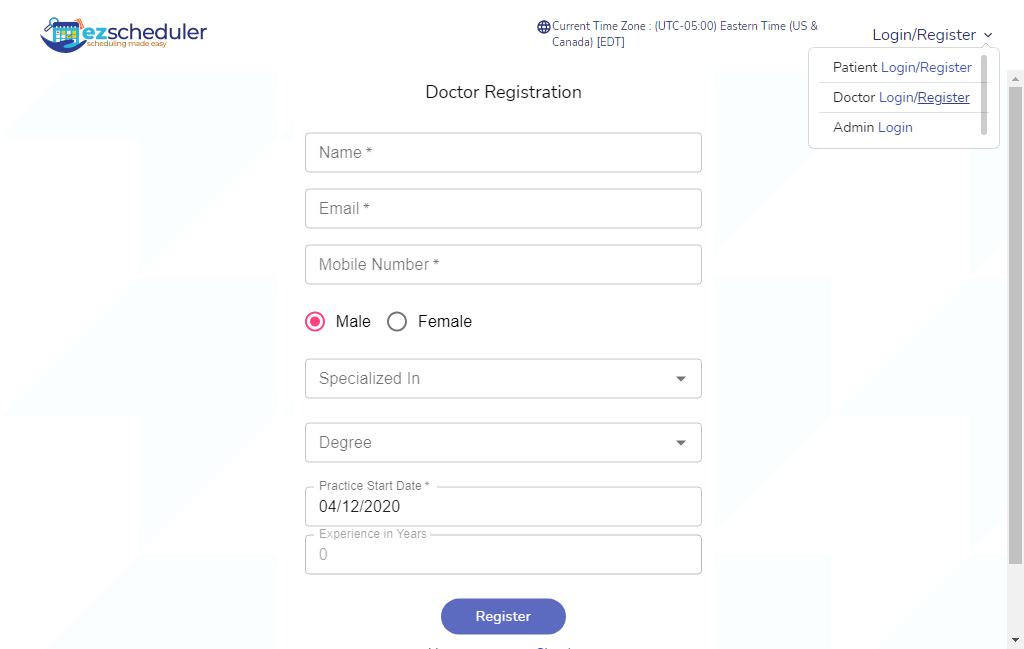 ezscheduler
scheduling made easy
Current Time Zone : (UTC-05:00) Eastern Time (US &
Canada) [EDT]
Login/Register
Patient Login/Register
Doctor Login/Register
Admin Login
Doctor Registration
Name *
Email *
Mobile Number *
Male Female
Specialized In
Degree
Practice Start Date *
04/12/2020
Experience in Years
0
Register